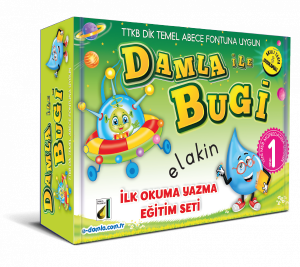 TTKB DİK TEMEL ABECE FONTUNA UYGUN
DAMLA İLE
BUGİ
elakin
1
İLK OKUMA YAZMA
EĞİTİM SETİ
e-damla.com.tr
DAMLA İLE
BUGİ